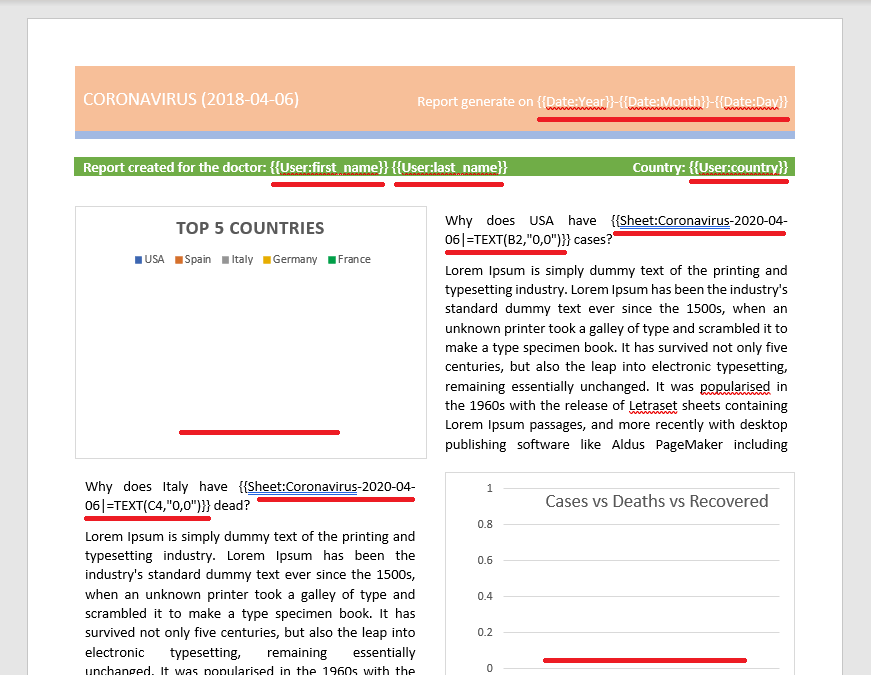 CORONAVIRUS (2018-04-06)
Report generate on {{Date:Year}}-{{Date:Month}}-{{Date:Day}}
Report created for the doctor: {{User:first_name}} {{User:last_name}}
Country: {{User:country}}
TOP 5 COUNTRIES
USA Spain Italy Germany France
Why does USA have {{Sheet:Coronavirus-2020-04-
06|=TEXT(B2,"0,0")}} cases?
Lorem Ipsum is simply dummy text of the printing and
typesetting industry. Lorem Ipsum has been the industry's
standard dummy text ever since the 1500s, when an
unknown printer took a galley of type and scrambled it to
make a type specimen book. It has survived not only five
centuries, but also the leap into electronic typesetting,
remaining essentially unchanged. It was popularised in
the 1960s with the release of Letraset sheets containing
Lorem Ipsum passages, and more recently with desktop
publishing software like Aldus PageMaker including
Why does Italy have {{Sheet:Coronavirus-2020-04-
06|=TEXT(C4,"0,0")}} dead?
Lorem Ipsum is simply dummy text of the printing and
typesetting industry. Lorem Ipsum has been the
industry's standard dummy text ever since the 1500s,
when an unknown printer took a galley of type and
scrambled it to make a type specimen book. It has
survived not only five centuries, but also the leap into
electronic typesetting, remaining essentially
unchanged. It was popularised in the 1960s with the
Cases vs Deaths vs Recovered
1
0.8
0.6
0.4
0.2
0